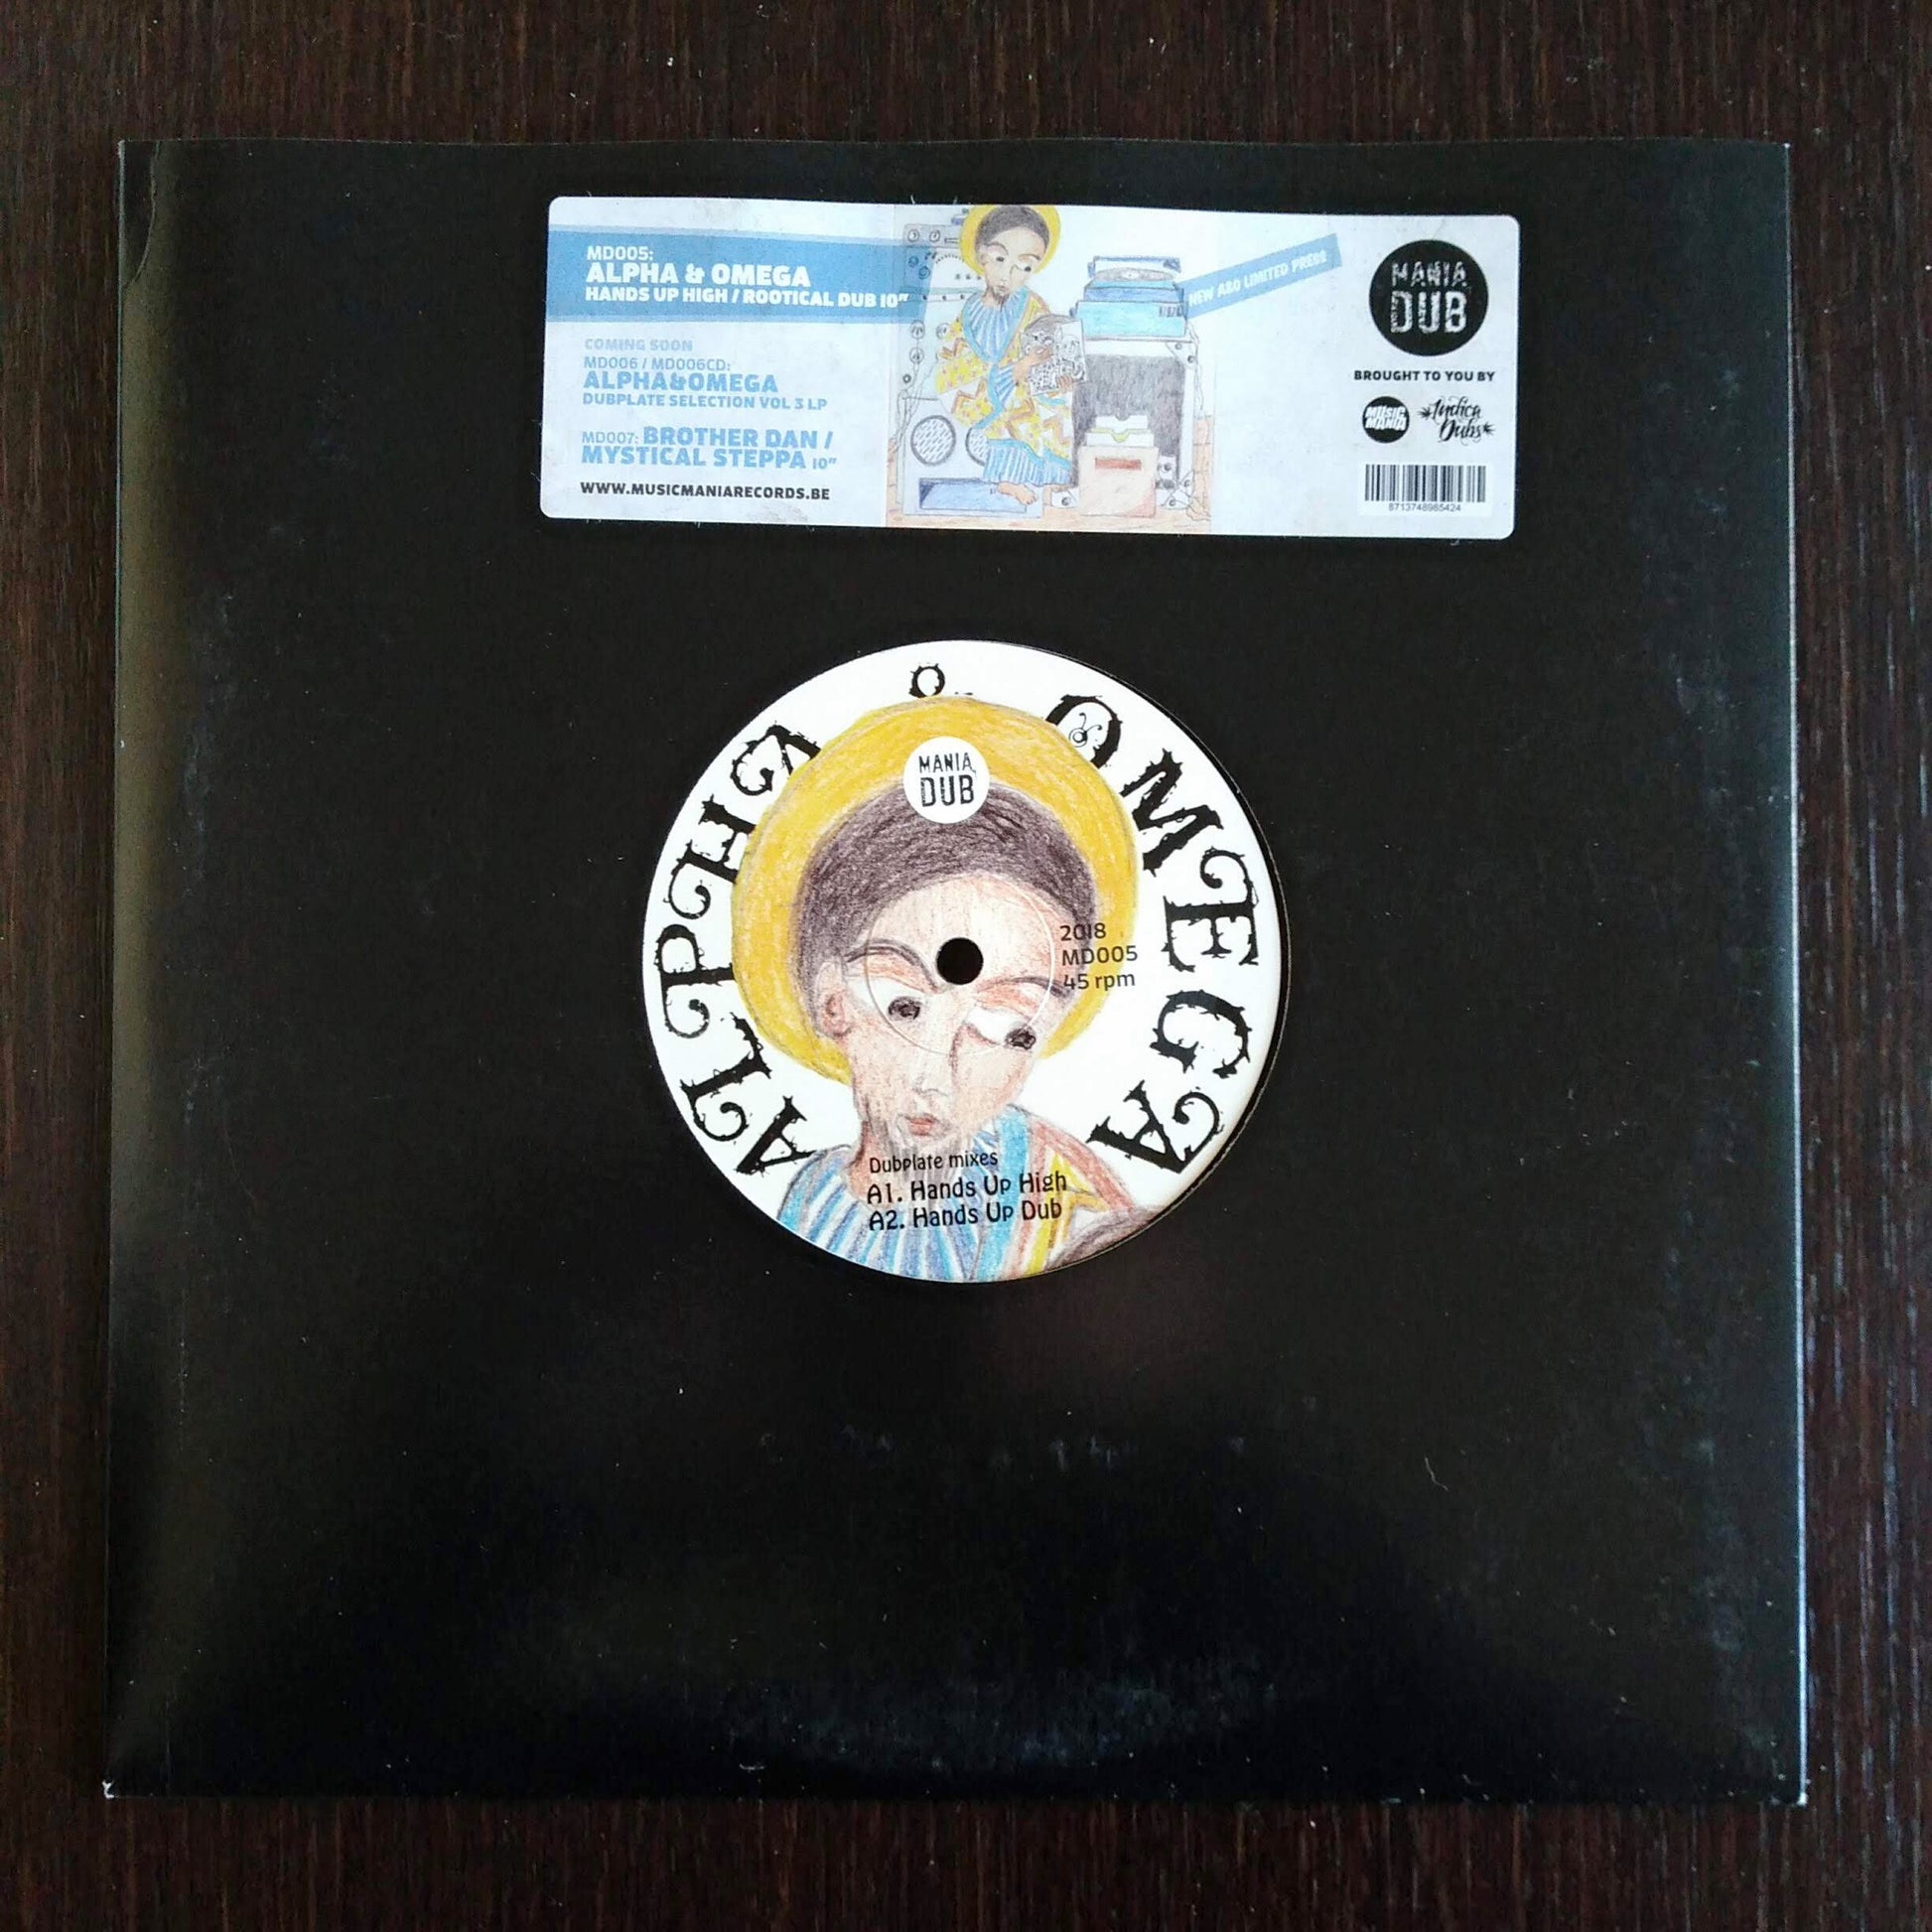 MD005:
ALPHA & OMEGA
HANDS UP HIGH / ROOTICAL DUB 10"
COMING SOON
MD006 / MD006CD:
ALPHA&OMEGA
DUBPLATE SELECTION VOL 3 LP
MD007: BROTHER DAN /
MYSTICAL STEPPA 10"
WWW.MUSICMANIARECORDS.BE
NEW A&O LIMITED PRESS
MANIA
DUB
BROUGHT TO YOU BY
MUSIC
MANIA
Indica
Dubs
8713748985424
ALPHA
OMEGA
MANIA
DUB
2018
MD005
45 rpm
Dubplate mixes
A1. Hands Up High
A2. Hands Up Dub